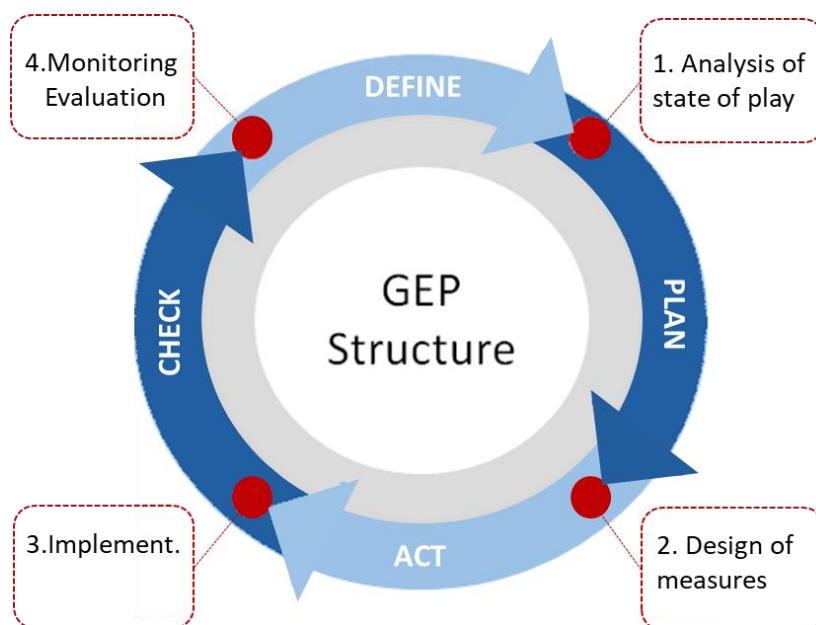 4.Monitoring
Evaluation
DEFINE
1. Analysis of
state of play
PLAN
GEP
Structure
CHECK
3.Implement.
ACT
2. Design of
measures